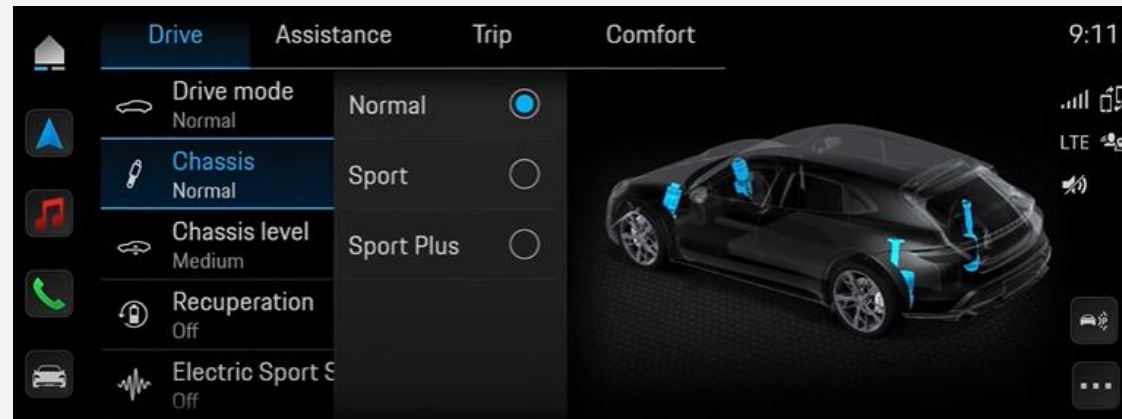 Drive
Assistance
Trip
Comfort
9:11
Drive mode
Normal
Chassis
Normal
Chassis level
Medium
Recuperation
Off
Electric Sport S
Off
Normal
Sport
Sport Plus
LTE